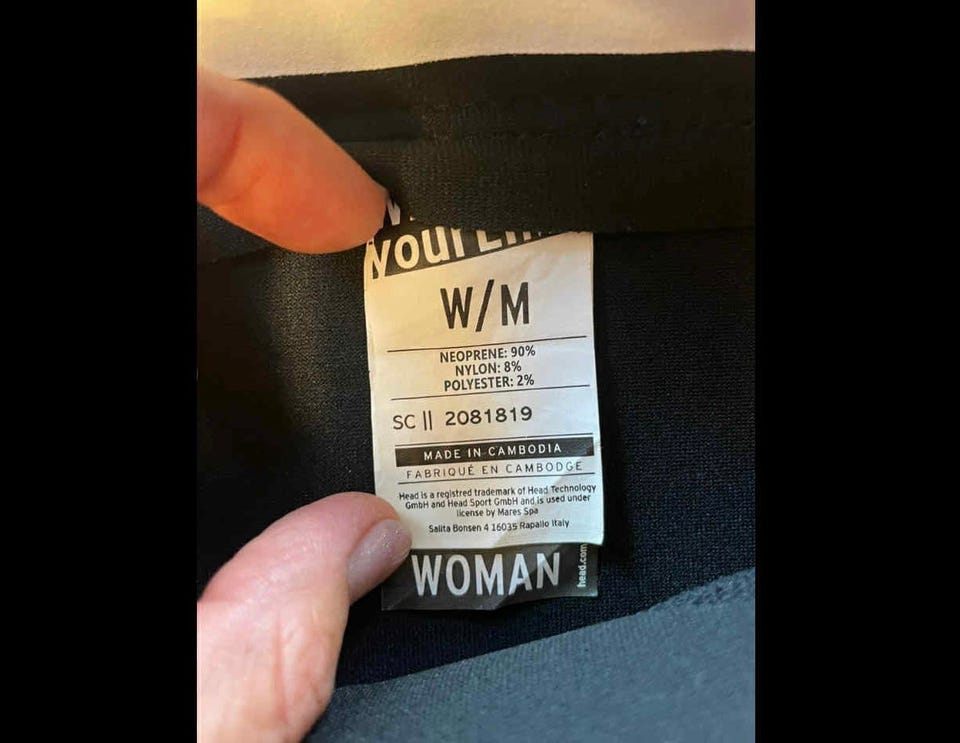 your
W/M
NEOPRENE: 90%
NYLON: 8%
POLYESTER: 2%
SC || 2081819
MADE IN CAMBODIA
FABRIQUÉ EN CAMBODGE
Head is a registred trademark of Head Technology
GmbH and Head Sport GmbH and is used under
license by Mares Spa
Salita Bonsen 4 16035 Rapallo Italy
WOMAN
head.com